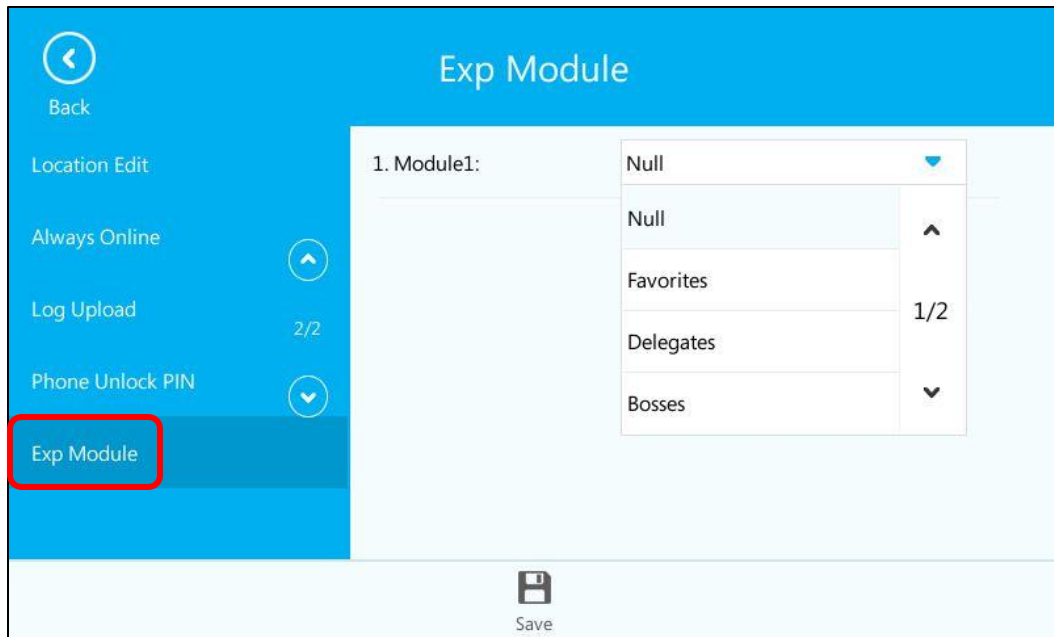 Back
Exp Module
Location Edit
Always Online
Log Upload
2/2
Phone Unlock PIN
Exp Module
1. Module1:
Null
Null
Favorites
Delegates
Bosses
1/2
Save